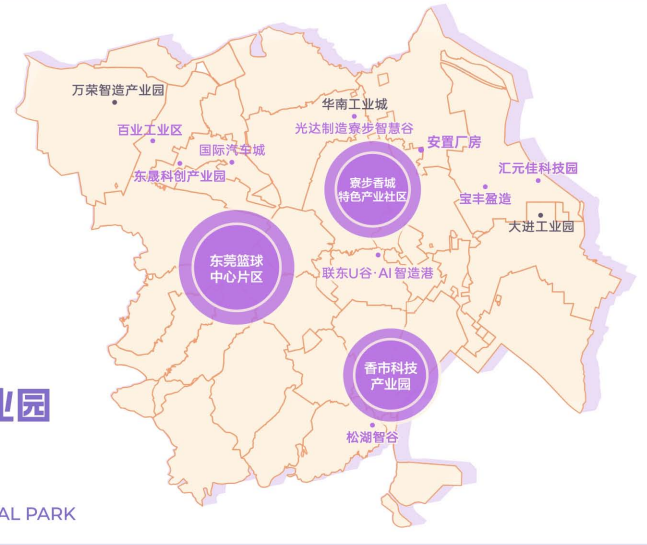 万荣智造产业园
华南工业城
百业工业区
光达制造寮步智慧谷
国际汽车城
安置厂房
东晟科创产业园
寮步香城
特色产业社区
汇元佳科技园
宝丰盈造
大进工业园
东莞篮球
中心片区
联东U谷·AI智造港
香市科技
产业园
业园
松湖智谷
AL PARK